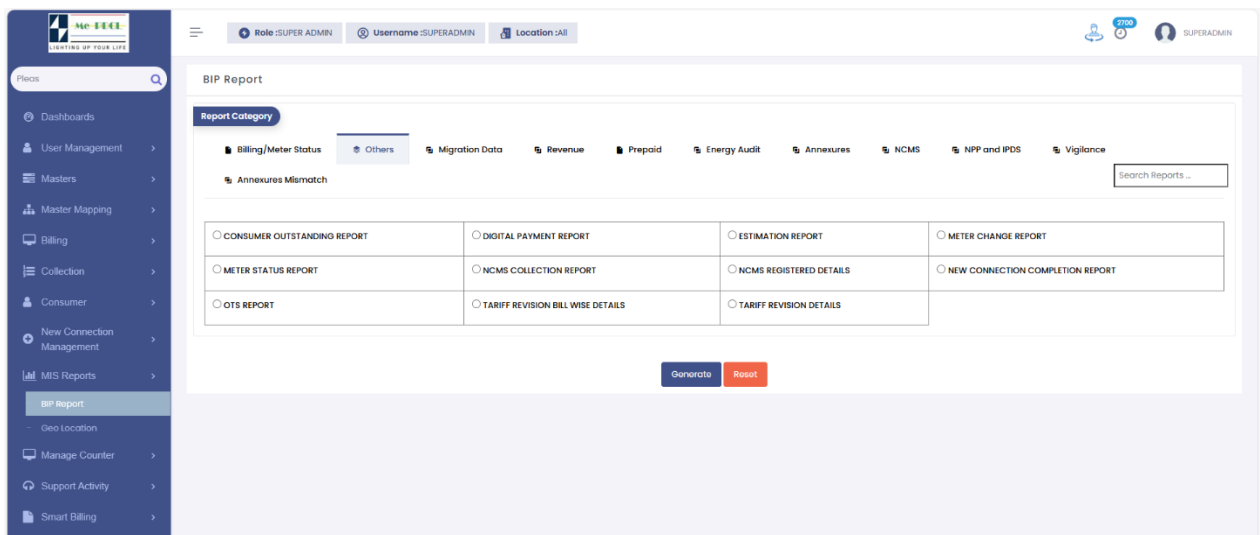 Me-PDCL
LIGHTING UP YOUR LIFE
Role :SUPER ADMIN
Username :SUPERADMIN
Location :All
2700
SUPERADMIN
Pleas
Dashboards
User Management
Masters
Master Mapping
Billing
Collection
Consumer
New Connection
Management
MIS Reports
BIP Report
Geo Location
Manage Counter
Support Activity
Smart Billing
BIP Report
Report Category
Billing/Meter Status
Others
Migration Data
Revenue
Prepaid
Energy Audit
Annexures
NCMS
NPP and IPDS
Vigilance
Annexures Mismatch
Search Reports ...
CONSUMER OUTSTANDING REPORT
DIGITAL PAYMENT REPORT
ESTIMATION REPORT
METER CHANGE REPORT
METER STATUS REPORT
NCMS COLLECTION REPORT
NCMS REGISTERED DETAILS
NEW CONNECTION COMPLETION REPORT
OTS REPORT
TARIFF REVISION BILL WISE DETAILS
TARIFF REVISION DETAILS
Generate
Reset